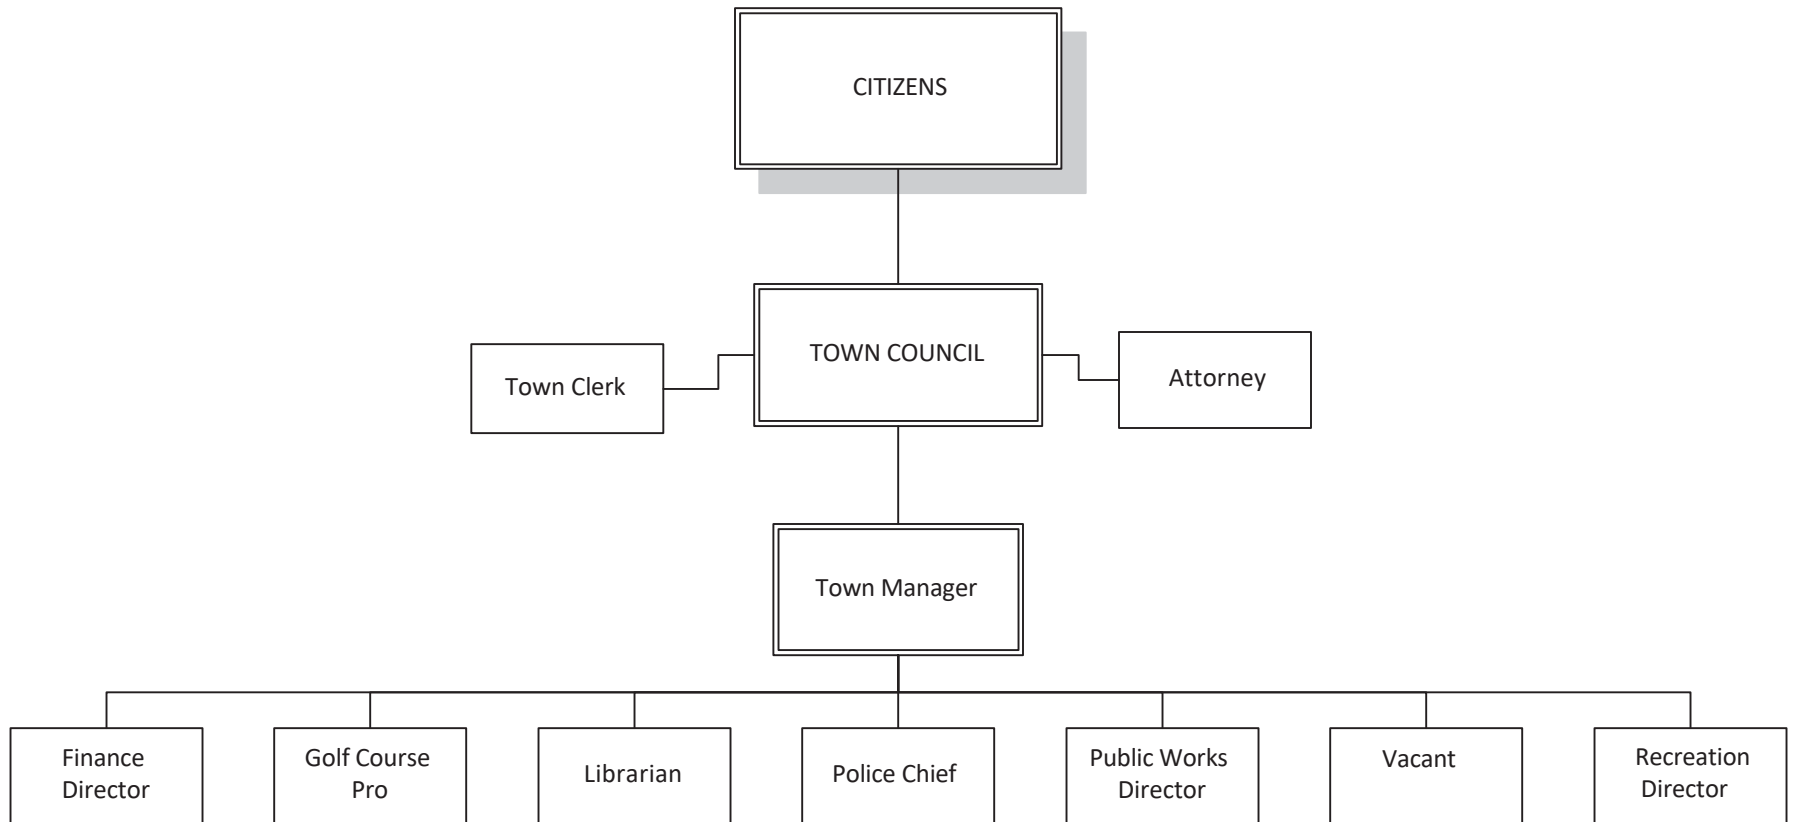 CITIZENS
TOWN COUNCIL
Town Clerk
Attorney
Town Manager
Finance
Director
Golf Course
Pro
Librarian
Police Chief
Public Works
Director
Vacant
Recreation
Director